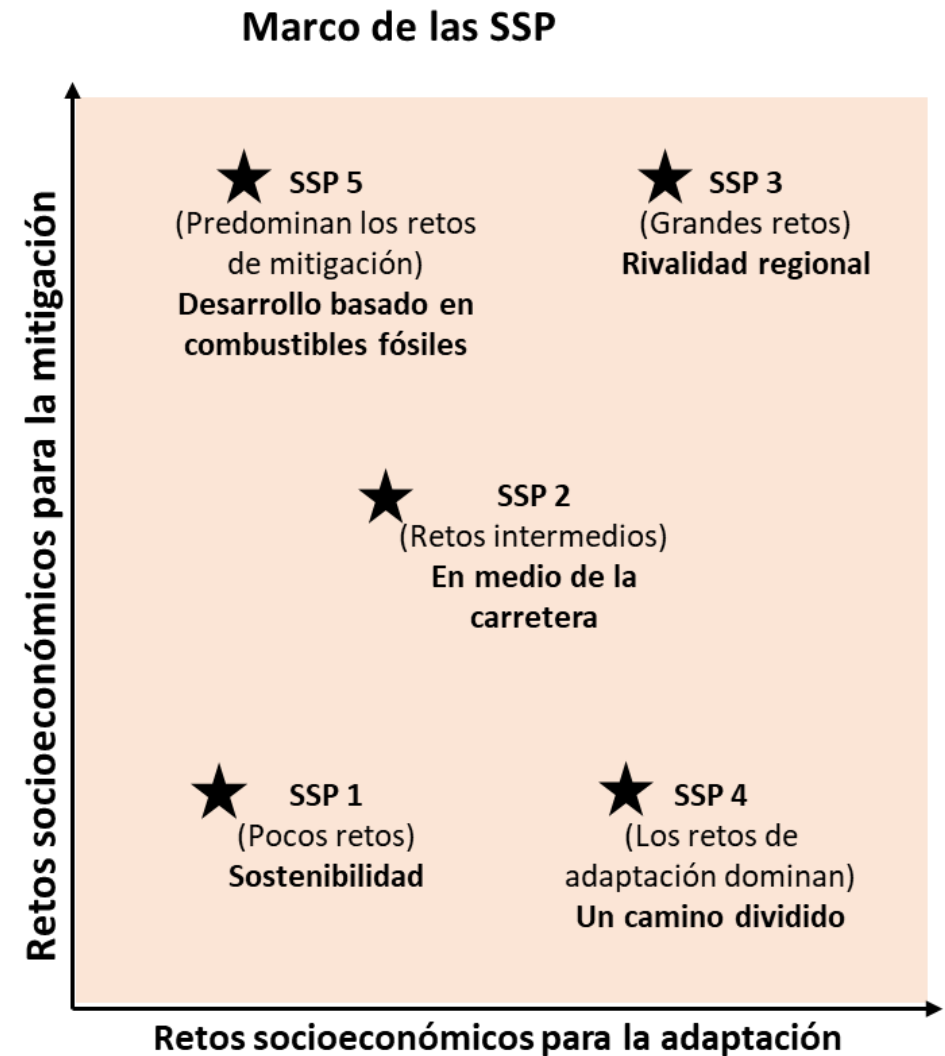 Marco de las SSP
Retos socioeconómicos para la mitigación
SSP 5
(Predominan los retos
de mitigación)
Desarrollo basado en
combustibles fósiles
SSP 3
(Grandes retos)
Rivalidad regional
SSP 2
(Retos intermedios)
En medio de la
carretera
SSP 1
(Pocos retos)
Sostenibilidad
SSP 4
(Los retos de
adaptación dominan)
Un camino dividido
Retos socioeconómicos para la adaptación